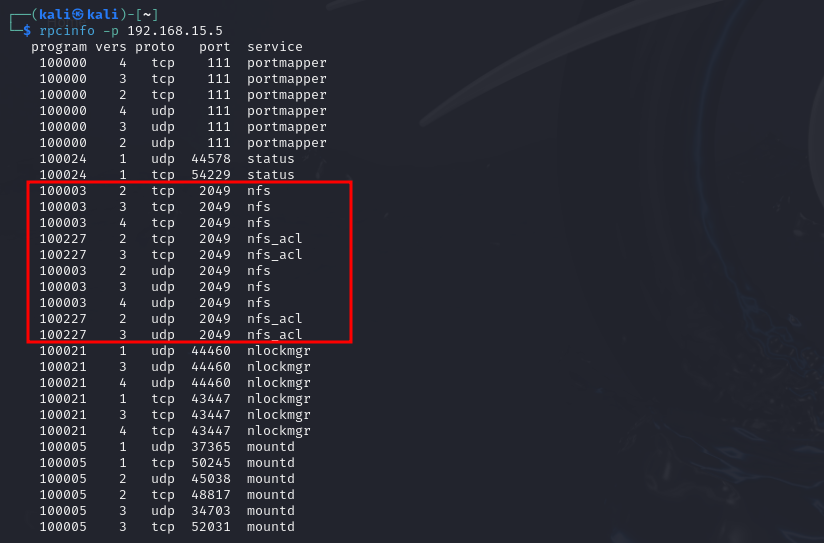 ┌──(kali㉿kali)-[~]
└─$ rpcinfo -p 192.168.15.5
   program vers proto   port  service
    100000    4   tcp    111  portmapper
    100000    3   tcp    111  portmapper
    100000    2   tcp    111  portmapper
    100000    4   udp    111  portmapper
    100000    3   udp    111  portmapper
    100000    2   udp    111  portmapper
    100024    1   udp  44578  status
    100024    1   tcp  54229  status
    100003    2   tcp   2049  nfs
    100003    3   tcp   2049  nfs
    100003    4   tcp   2049  nfs
    100227    2   tcp   2049  nfs_acl
    100227    3   tcp   2049  nfs_acl
    100003    2   udp   2049  nfs
    100003    3   udp   2049  nfs
    100003    4   udp   2049  nfs
    100227    2   udp   2049  nfs_acl
    100227    3   udp   2049  nfs_acl
    100021    1   udp  44460  nlockmgr
    100021    3   udp  44460  nlockmgr
    100021    4   udp  44460  nlockmgr
    100021    1   tcp  43447  nlockmgr
    100021    3   tcp  43447  nlockmgr
    100021    4   tcp  43447  nlockmgr
    100005    1   udp  37365  mountd
    100005    1   tcp  50245  mountd
    100005    2   udp  45038  mountd
    100005    2   tcp  48817  mountd
    100005    3   udp  34703  mountd
    100005    3   tcp  52031  mountd